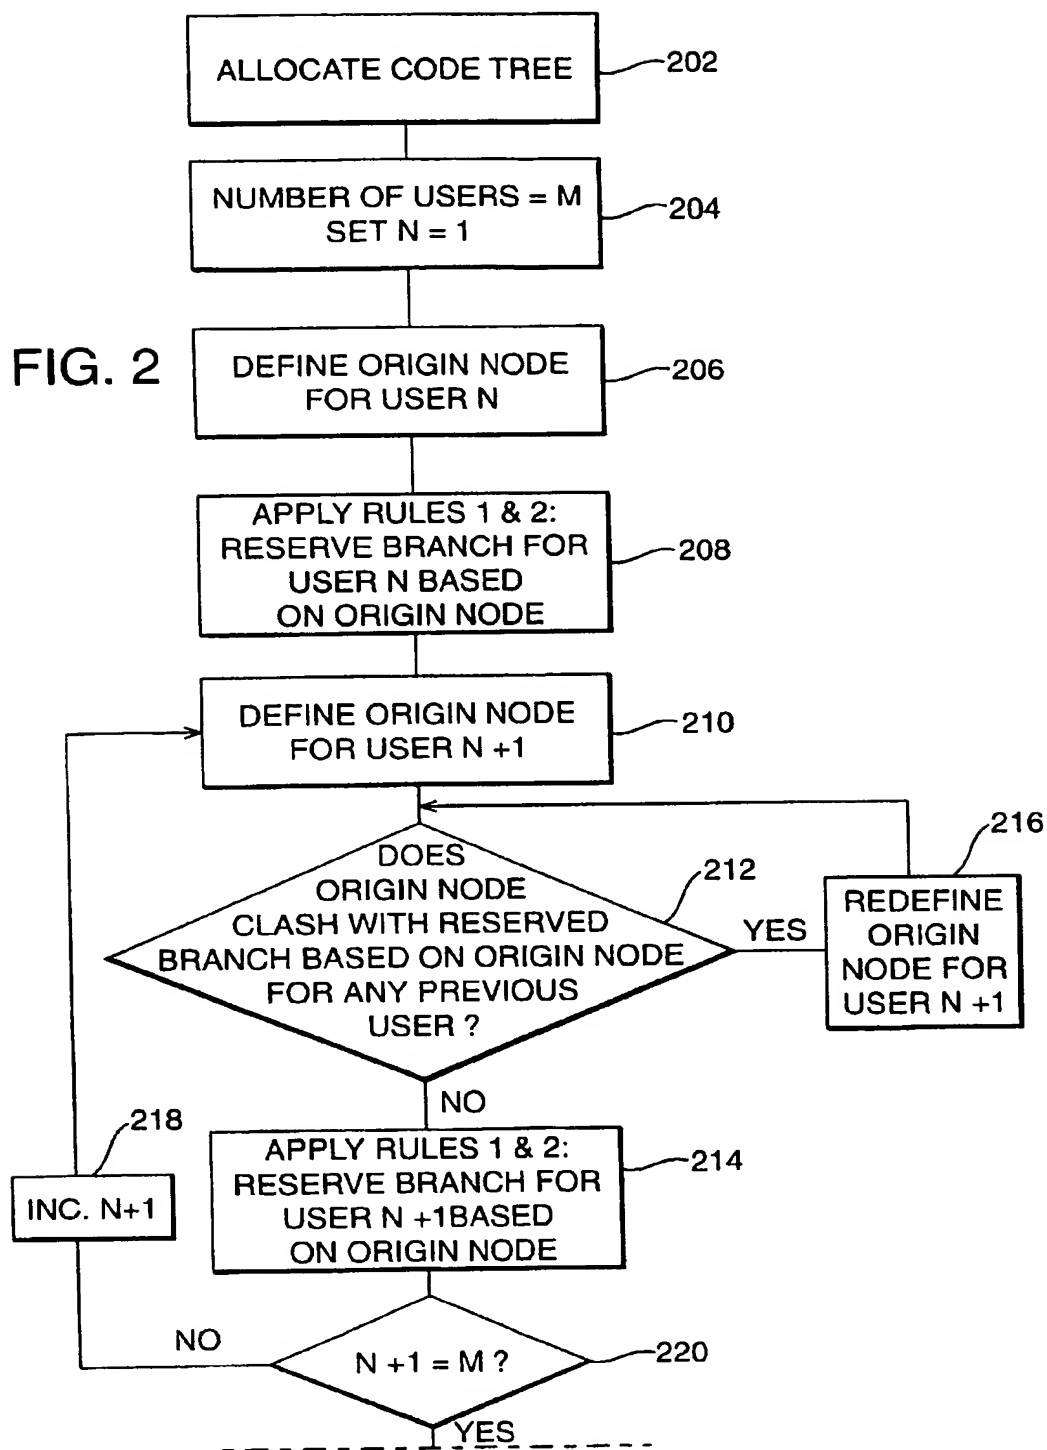 ALLOCATE CODE TREE
202
NUMBER OF USERS = M
SET N = 1
204
FIG. 2
DEFINE ORIGIN NODE
FOR USER N
206
APPLY RULES 1 & 2:
RESERVE BRANCH FOR
USER N BASED
ON ORIGIN NODE
208
DEFINE ORIGIN NODE
FOR USER N +1
210
DOES
ORIGIN NODE
CLASH WITH RESERVED
BRANCH BASED ON ORIGIN NODE
FOR ANY PREVIOUS
USER ?
212
YES
216
REDEFINE
ORIGIN
NODE FOR
USER N +1
NO
218
INC. N+1
APPLY RULES 1 & 2:
RESERVE BRANCH FOR
USER N +1BASED
ON ORIGIN NODE
214
NO
N +1 = M ?
220
YES